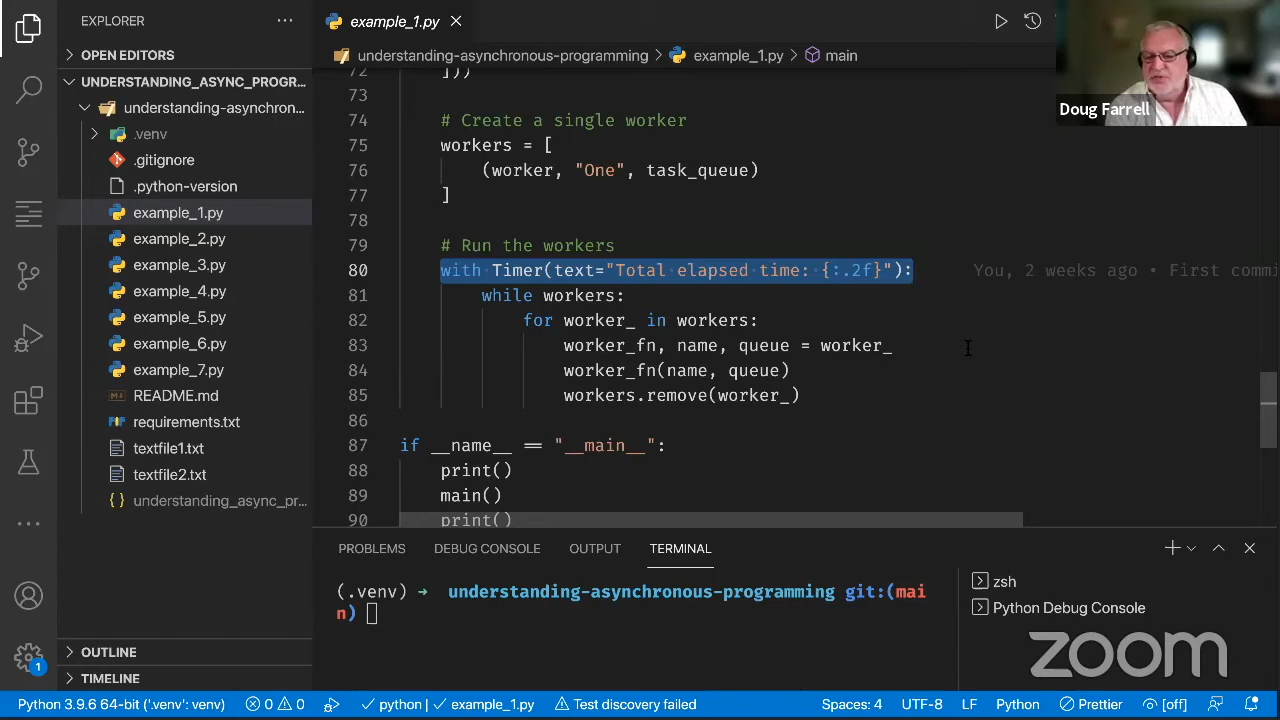 EXPLORER
···
OPEN EDITORS
UNDERSTANDING_ASYNC_PROGR...
understanding-asynchron...
.venv
.gitignore
.python-version
example_1.py
example_2.py
example_3.py
example_4.py
example_5.py
example_6.py
example_7.py
README.md
requirements.txt
textfile1.txt
textfile2.txt
understanding_async_pr...
OUTLINE
TIMELINE
1
example_1.py
understanding-asynchronous-programming > example_1.py > main
72 ]))
73
74 # Create a single worker
75 workers = [
76 (worker, "One", task_queue)
77 ]
78
79 # Run the workers
80 with Timer(text="Total elapsed time: {:.2f}"): You, 2 weeks ago • First commi
81 while workers:
82 for worker_ in workers:
83 worker_fn, name, queue = worker_
84 worker_fn(name, queue)
85 workers.remove(worker_)
86
87 if __name__ == "__main__":
88 print()
89 main()
90 print()
Doug Farrell
PROBLEMS DEBUG CONSOLE OUTPUT TERMINAL
(.venv) → understanding-asynchronous-programming git:(mai
n)
zsh
Python Debug Console
zoom
Python 3.9.6 64-bit ('.venv': venv) 0 0 python | ✓ example_1.py Test discovery failed Spaces: 4 UTF-8 LF Python Prettier [off]